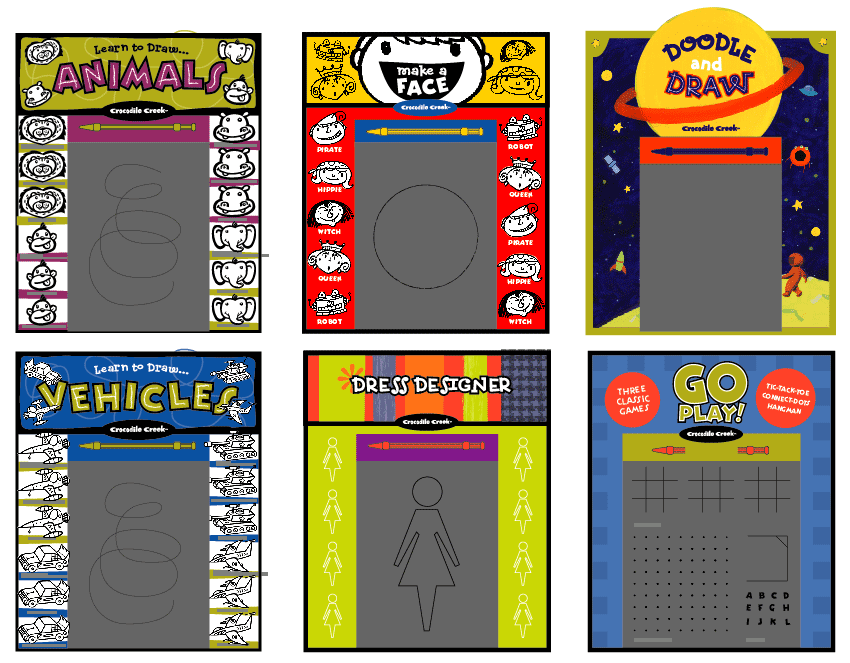 Learn to Draw...
ANIMALS
Crocodile Creek
make a
FACE
Crocodile Creek
PIRATE
HIPPIE
WITCH
QUEEN
ROBOT
ROBOT
QUEEN
PIRATE
HIPPIE
WITCH
DOODLE
and
DRAW
Crocodile Creek
Learn to Draw...
VEHICLES
Crocodile Creek
DRESS DESIGNER
Crocodile Creek
THREE
CLASSIC
GAMES
GO
PLAY!
TIC-TACK-TOE
CONNECT-DOTS
HANGMAN
Crocodile Creek
A B C D
E F G H
I J K L